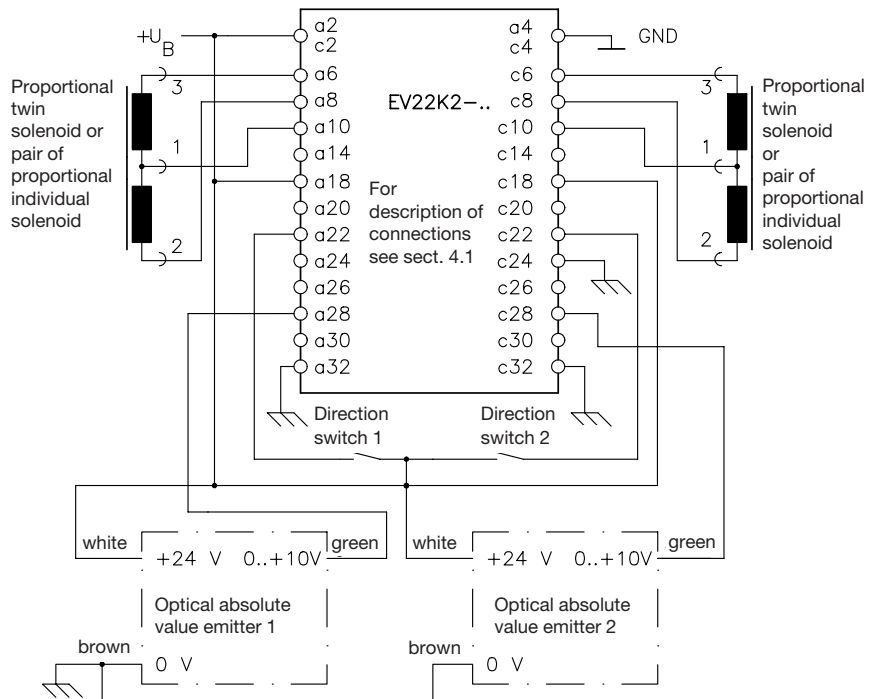 +U
B
a2
c2
a4
c4
GND
Proportional
twin
solenoid or
pair of
proportional
individual
solenoid
3
1
2
a6
a8
a10
a14
a18
a20
a22
a24
a26
a28
a30
a32
EV22K2-..
For
description of
connections
see sect. 4.1
c6
c8
c10
c14
c18
c20
c22
c24
c26
c28
c30
c32
3
1
2
Proportional
twin
solenoid
or
pair of
proportional
individual
solenoid
Direction
switch 1
Direction
switch 2
white
+24 V 0..+10V
green
Optical absolute
value emitter 1
brown
0 V
white
+24 V 0..+10V
green
Optical absolute
value emitter 2
brown
0 V